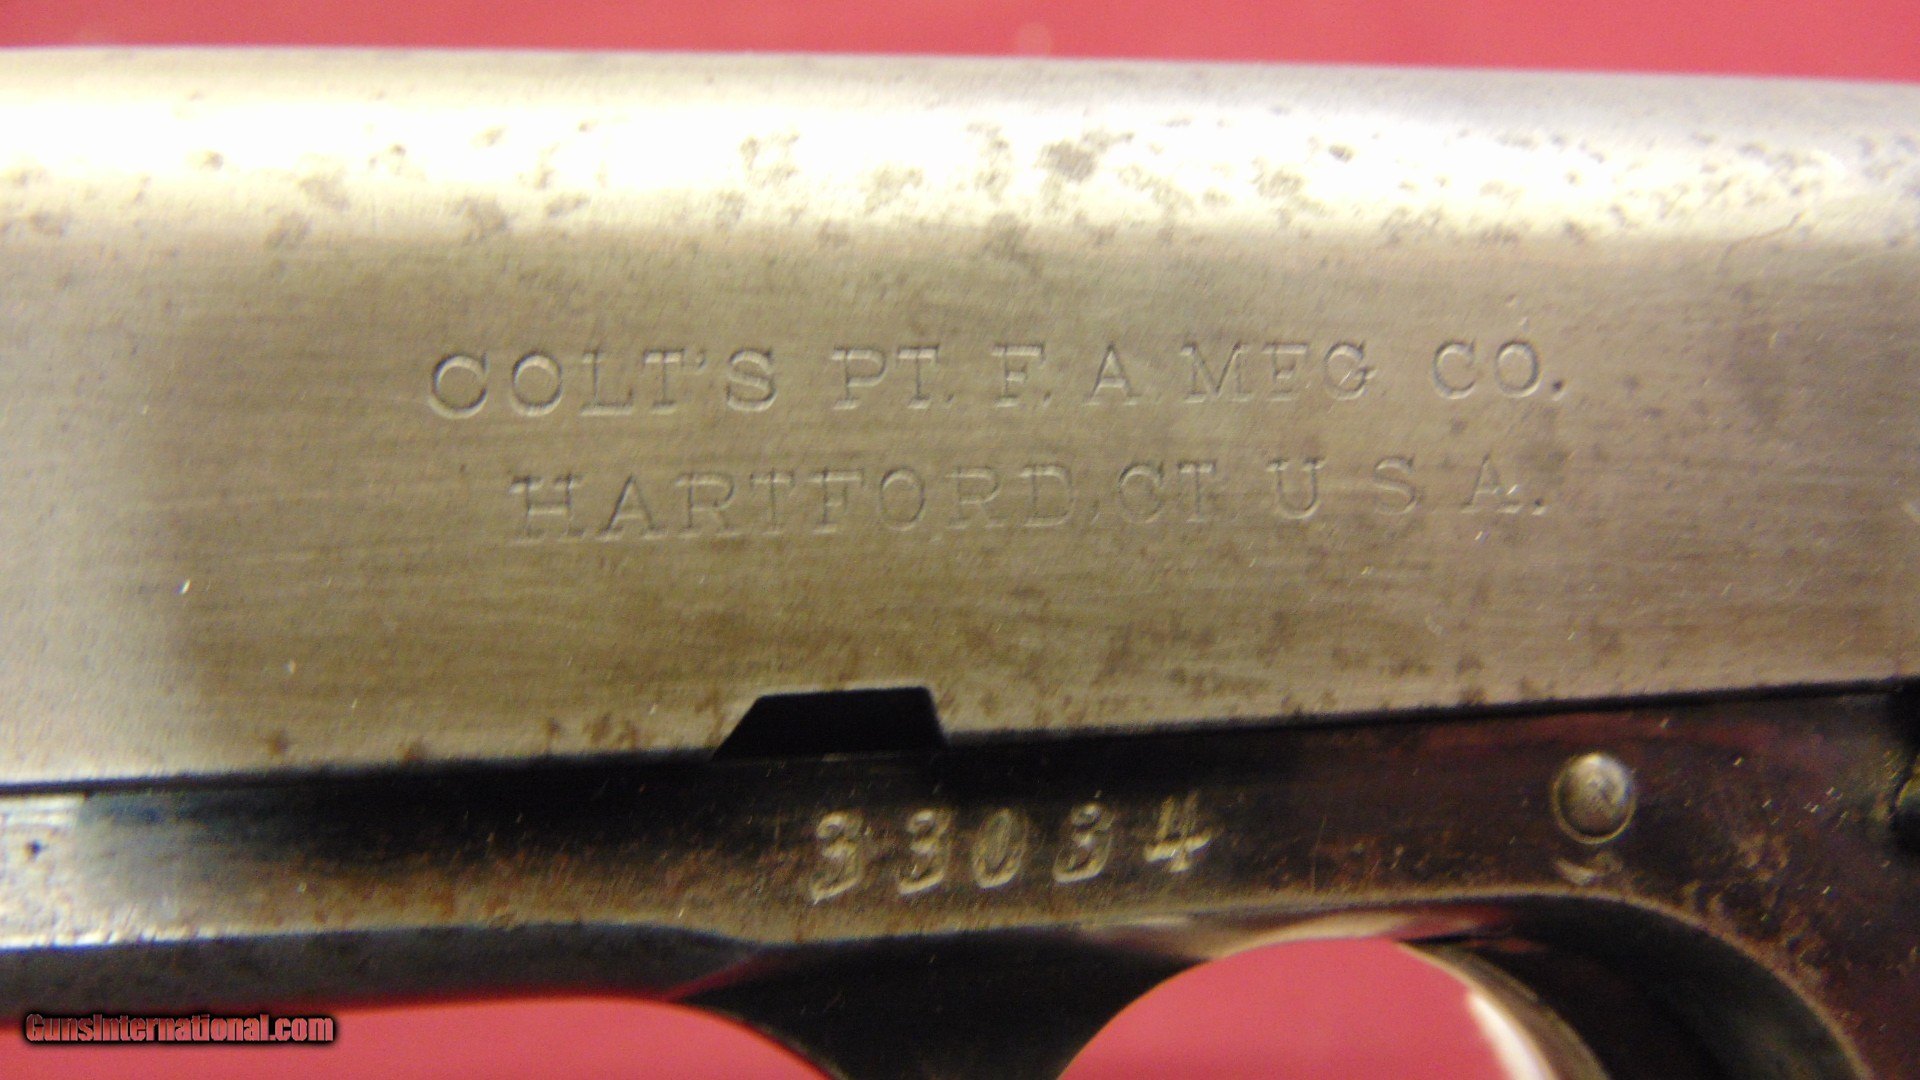 COLT'S PT. F. A MFG CO.
HARTFORD, CT. U S A.
33034
GunsInternational.com